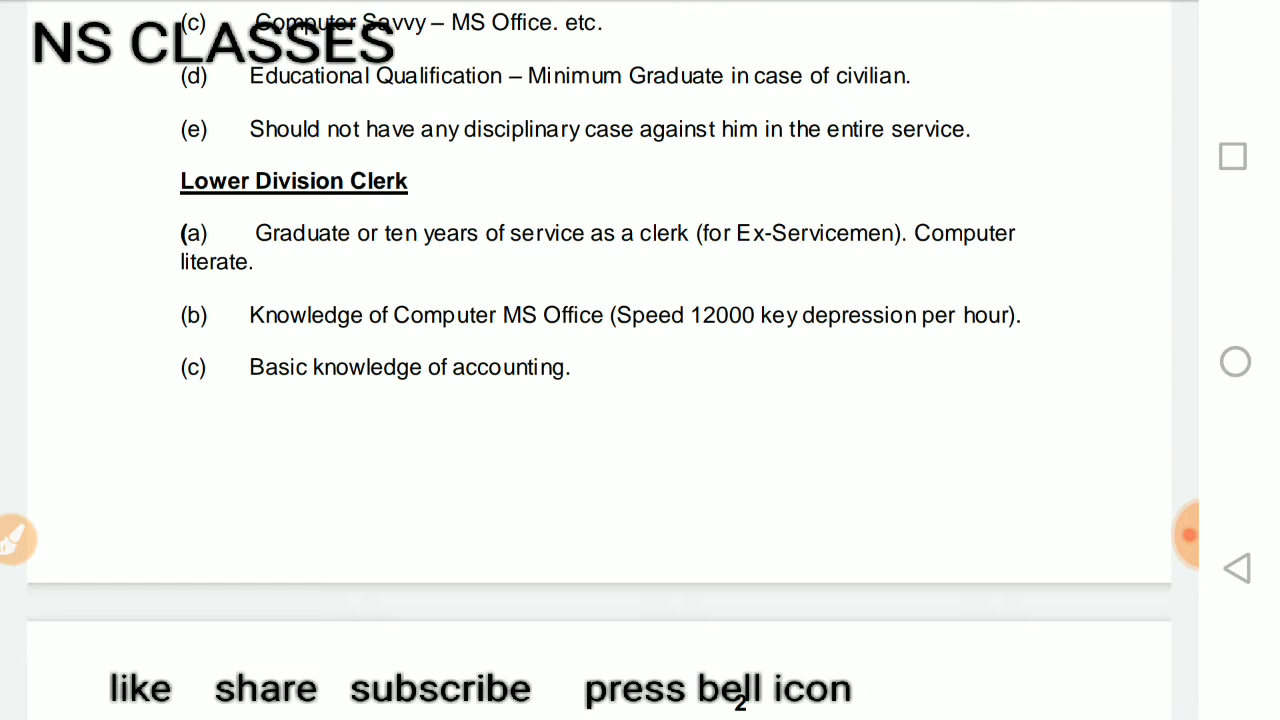 (c) Computer Savvy – MS Office. etc.
NS CLASSES
(d) Educational Qualification – Minimum Graduate in case of civilian.
(e) Should not have any disciplinary case against him in the entire service.
Lower Division Clerk
(a) Graduate or ten years of service as a clerk (for Ex-Servicemen). Computer
literate.
(b) Knowledge of Computer MS Office (Speed 12000 key depression per hour).
(c) Basic knowledge of accounting.
like share subscribe press bell icon
2